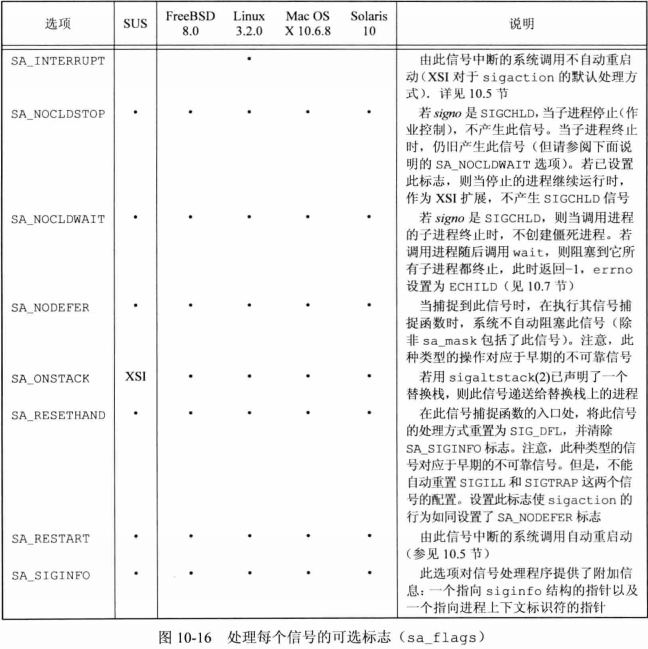 选项 SUS FreeBSD 8.0 Linux 3.2.0 Mac OS X 10.6.8 Solaris 10 说明
SA_INTERRUPT • 由此信号中断的系统调用不自动重启
动(XSI 对于 sigaction 的默认处理方
式). 详见 10.5 节
SA_NOCLDSTOP • • • • • 若 signo 是 SIGCHLD, 当子进程停止(作
业控制), 不产生此信号。当子进程终止
时, 仍旧产生此信号 (但请参阅下面说
明的 SA_NOCLDWAIT 选项)。若已设置
此标志, 则当停止的进程继续运行时,
作为 XSI 扩展, 不产生 SIGCHLD 信号
SA_NOCLDWAIT • • • • • 若 signo 是 SIGCHLD, 则当调用进程
的子进程终止时, 不创建僵死进程。若
调用进程随后调用 wait, 则阻塞到它所
有子进程都终止, 此时返回-1, errno
设置为 ECHILD (见 10.7 节)
SA_NODEFER • • • • • 当捕捉到此信号时, 在执行其信号捕
捉函数时, 系统不自动阻塞此信号 (除
非 sa_mask 包括了此信号)。注意, 此
种类型的操作对应于早期的不可靠信号
SA_ONSTACK XSI • • • • 若用 sigaltstack(2)已声明了一个
替换栈, 则此信号递送给替换栈上的进程
SA_RESETHAND • • • • • 在此信号捕捉函数的入口处, 将此信号
的处理方式重置为 SIG_DFL, 并清除
SA_SIGINFO 标志。注意, 此种类型的信
号对应于早期的不可靠信号。但是, 不能
自动重置 SIGILL 和 SIGTRAP 这两个信
号的配置。设置此标志使 sigaction 的
行为如同设置了 SA_NODEFER 标志
SA_RESTART • • • • • 由此信号中断的系统调用自动重启动
(参见 10.5 节)
SA_SIGINFO • • • • • 此选项对信号处理程序提供了附加信
息: 一个指向 siginfo 结构的指针以及
一个指向进程上下文标识符的指针
图 10-16 处理每个信号的可选标志 (sa_flags)